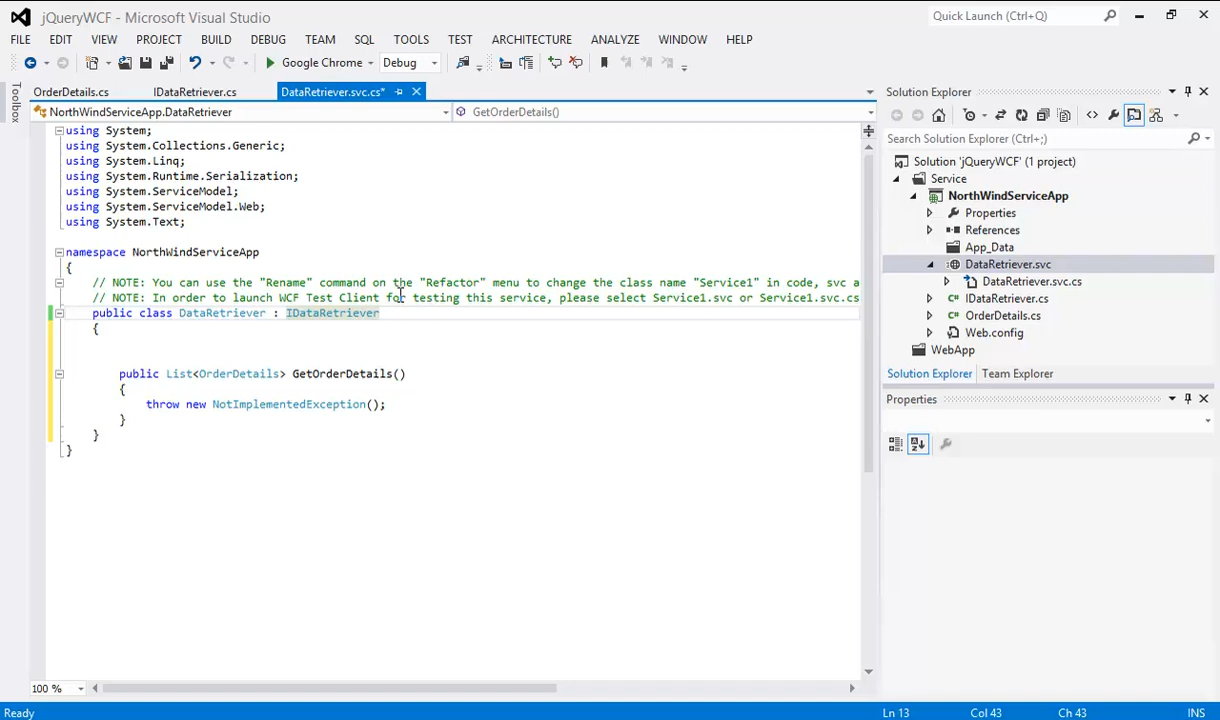 jQueryWCF - Microsoft Visual Studio
Quick Launch (Ctrl+Q)
FILE EDIT VIEW PROJECT BUILD DEBUG TEAM SQL TOOLS TEST ARCHITECTURE ANALYZE WINDOW HELP
Google Chrome Debug
Toolbox
OrderDetails.cs IDataRetriever.cs DataRetriever.svc.cs*
NorthWindServiceApp.DataRetriever GetOrderDetails()
using System;
using System.Collections.Generic;
using System.Linq;
using System.Runtime.Serialization;
using System.ServiceModel;
using System.ServiceModel.Web;
using System.Text;
namespace NorthWindServiceApp
{
// NOTE: You can use the "Rename" command on the "Refactor" menu to change the class name "Service1" in code, svc a
// NOTE: In order to launch WCF Test Client for testing this service, please select Service1.svc or Service1.svc.cs
public class DataRetriever : IDataRetriever
{
public List<OrderDetails> GetOrderDetails()
{
throw new NotImplementedException();
}
}
}
100 %
Solution Explorer
Search Solution Explorer (Ctrl+;)
Solution 'jQueryWCF' (1 project)
Service
NorthWindServiceApp
Properties
References
App_Data
DataRetriever.svc
DataRetriever.svc.cs
IDataRetriever.cs
OrderDetails.cs
Web.config
WebApp
Solution Explorer Team Explorer
Properties
Ready Ln 13 Col 43 Ch 43 INS